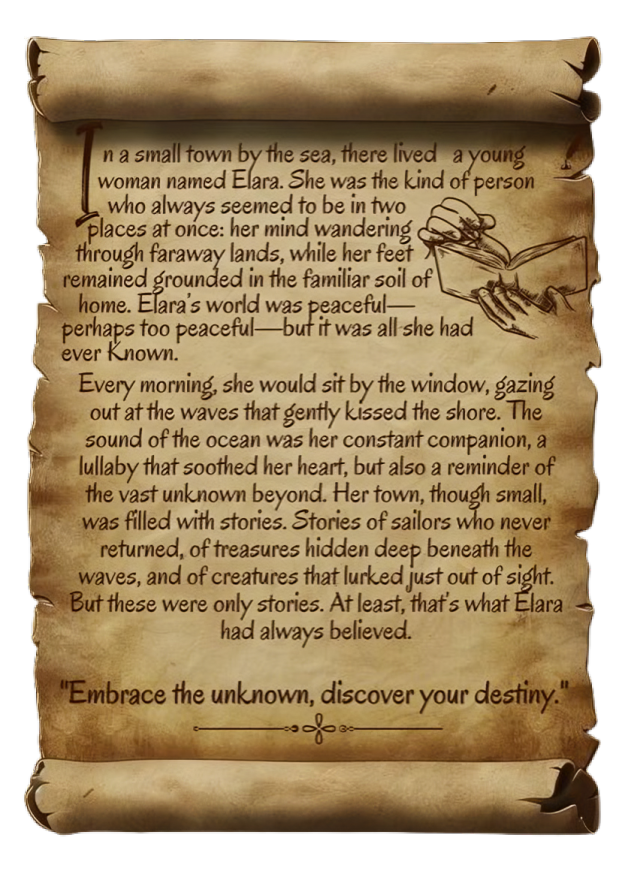 In a small town by the sea, there lived a young
woman named Elara. She was the kind of person
who always seemed to be in two
places at once: her mind wandering
through faraway lands, while her feet
remained grounded in the familiar soil of
home. Elara's world was peaceful—
perhaps too peaceful—but it was all she had
ever Known.
Every morning, she would sit by the window, gazing
out at the waves that gently kissed the shore. The
sound of the ocean was her constant companion, a
lullaby that soothed her heart, but also a reminder of
the vast unknown beyond. Her town, though small,
was filled with stories. Stories of sailors who never
returned, of treasures hidden deep beneath the
waves, and of creatures that lurked just out of sight.
But these were only stories. At least, that's what Elara
had always believed.
"Embrace the unknown, discover your destiny."